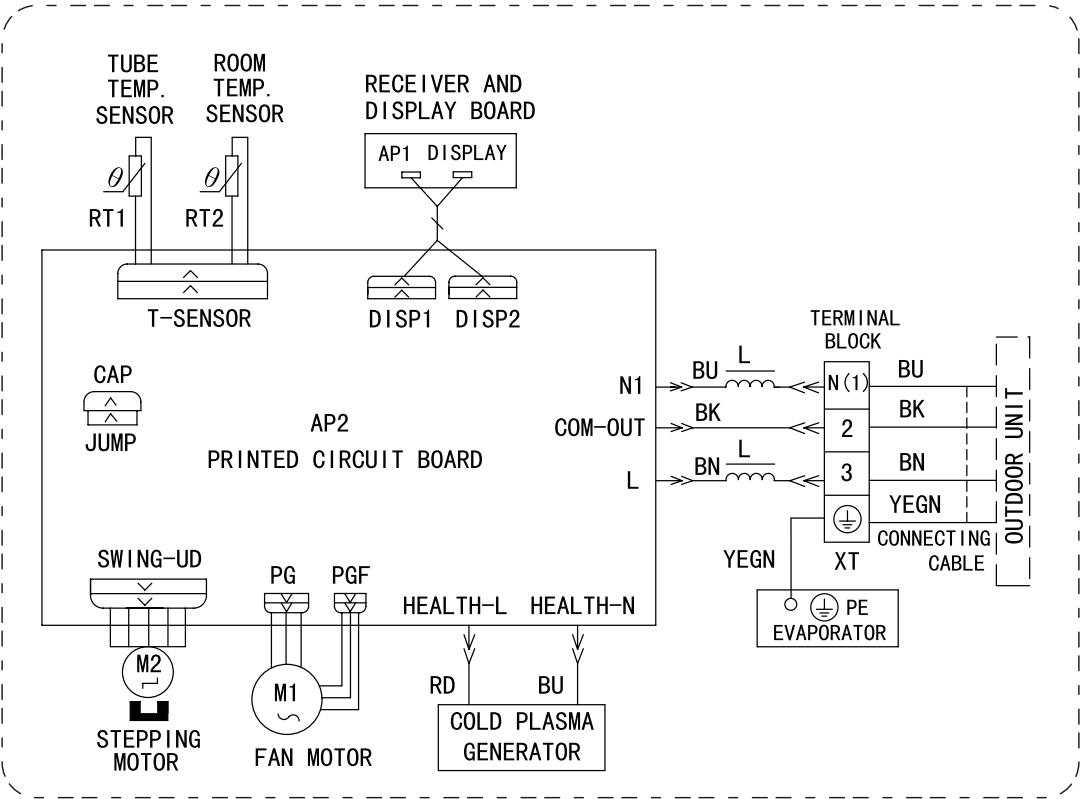 TUBE
TEMP.
SENSOR
ROOM
TEMP.
SENSOR
RECEIVER AND
DISPLAY BOARD
AP1 DISPLAY
θ
θ
RT1
RT2
T-SENSOR
DISP1
DISP2
CAP
JUMP
AP2
PRINTED CIRCUIT BOARD
TERMINAL
BLOCK
N1
BU
L
N(1)
BU
COM-OUT
BK
2
BK
L
BN
L
3
BN
YEGN
XT
CONNECTING
CABLE
OUTDOOR UNIT
YEGN
PE
EVAPORATOR
SWING-UD
PG
PGF
HEALTH-L
HEALTH-N
M2
M1
RD
BU
STEPPING
MOTOR
FAN MOTOR
COLD PLASMA
GENERATOR